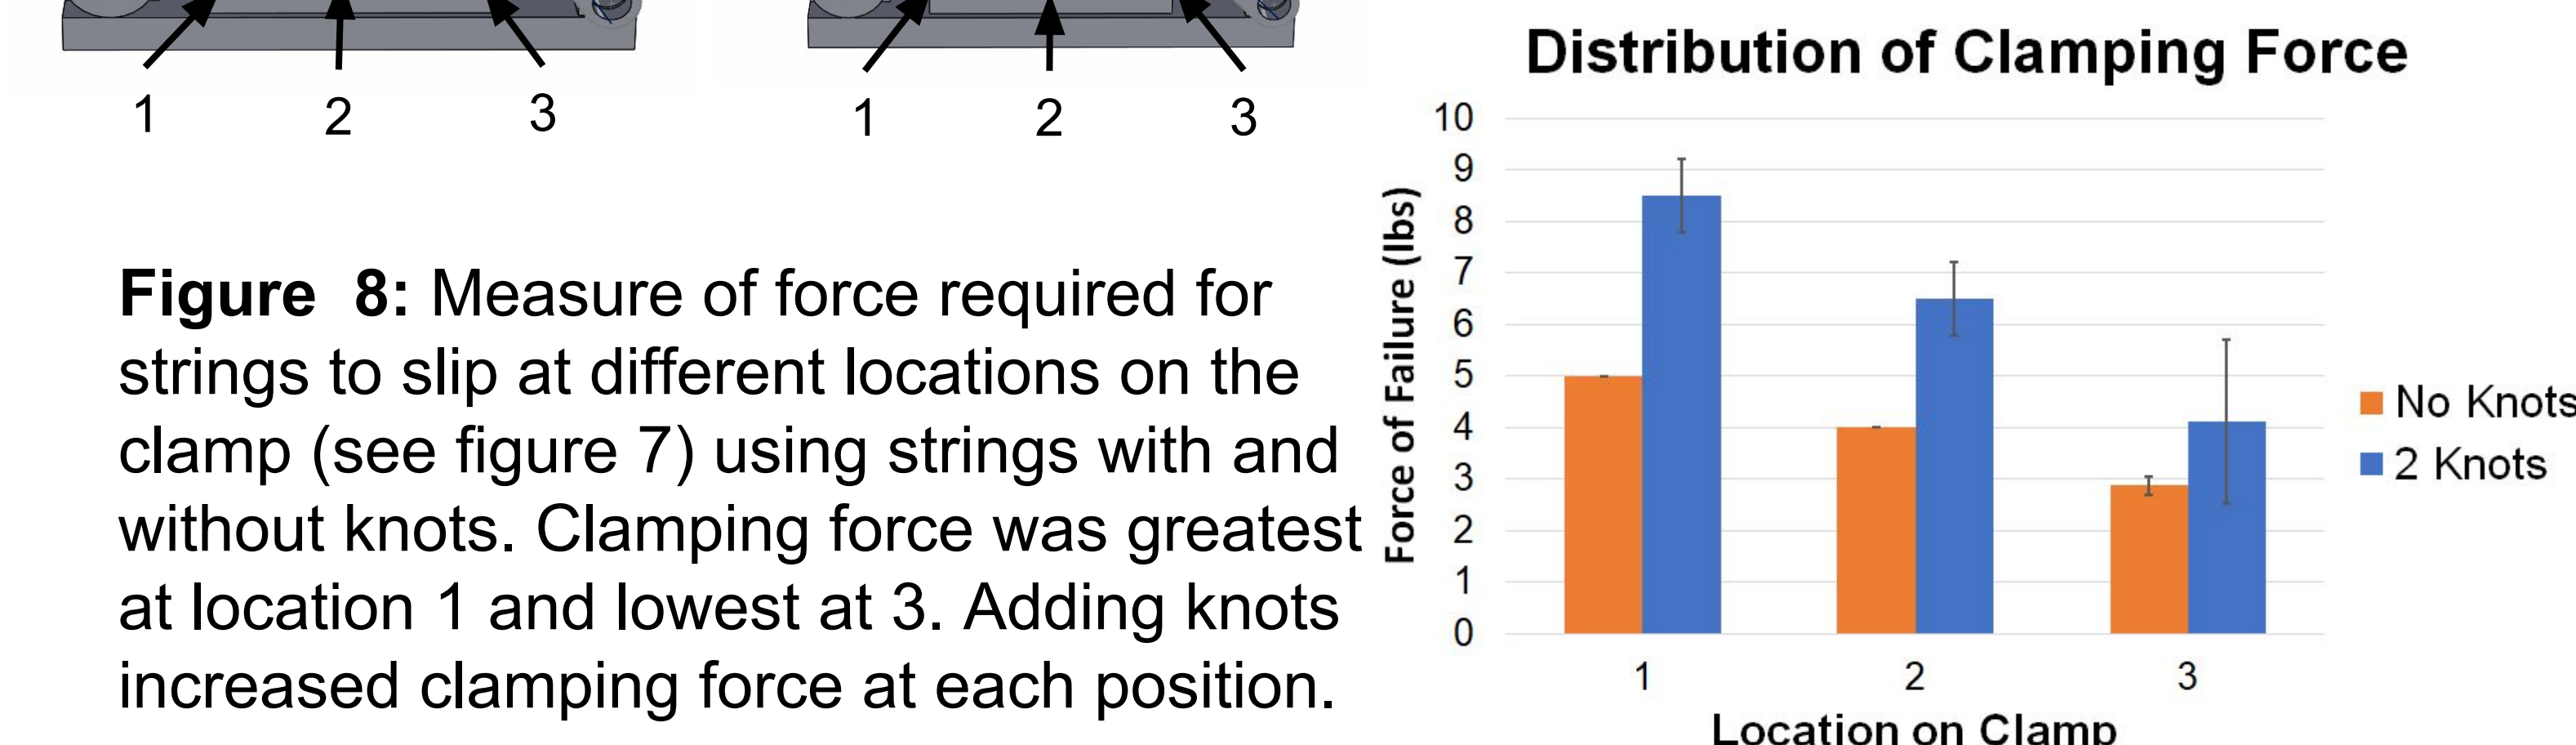 1 2 3
1 2 3
Figure 8: Measure of force required for
strings to slip at different locations on the
clamp (see figure 7) using strings with and
without knots. Clamping force was greatest
at location 1 and lowest at 3. Adding knots
increased clamping force at each position.
Distribution of Clamping Force
Force of Failure (lbs)
10
9
8
7
6
5
4
3
2
1
0
1 2 3
Location on Clamp
No Knots
2 Knots